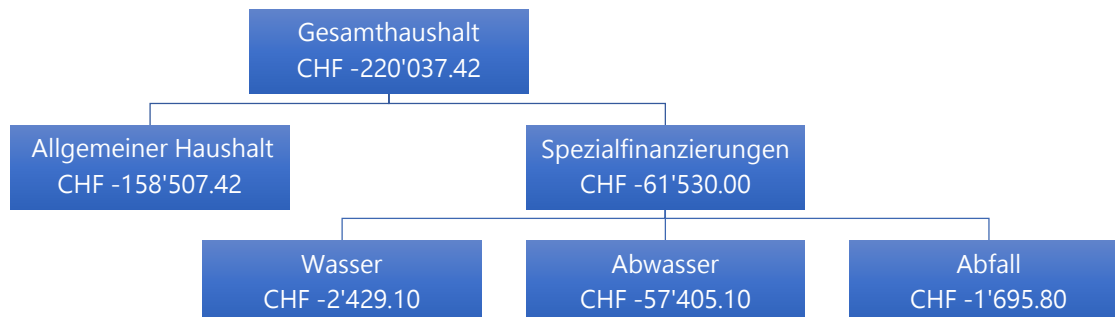 Gesamthaushalt
CHF -220'037.42
Allgemeiner Haushalt
CHF -158'507.42
Spezialfinanzierungen
CHF -61'530.00
Wasser
CHF -2'429.10
Abwasser
CHF -57'405.10
Abfall
CHF -1'695.80